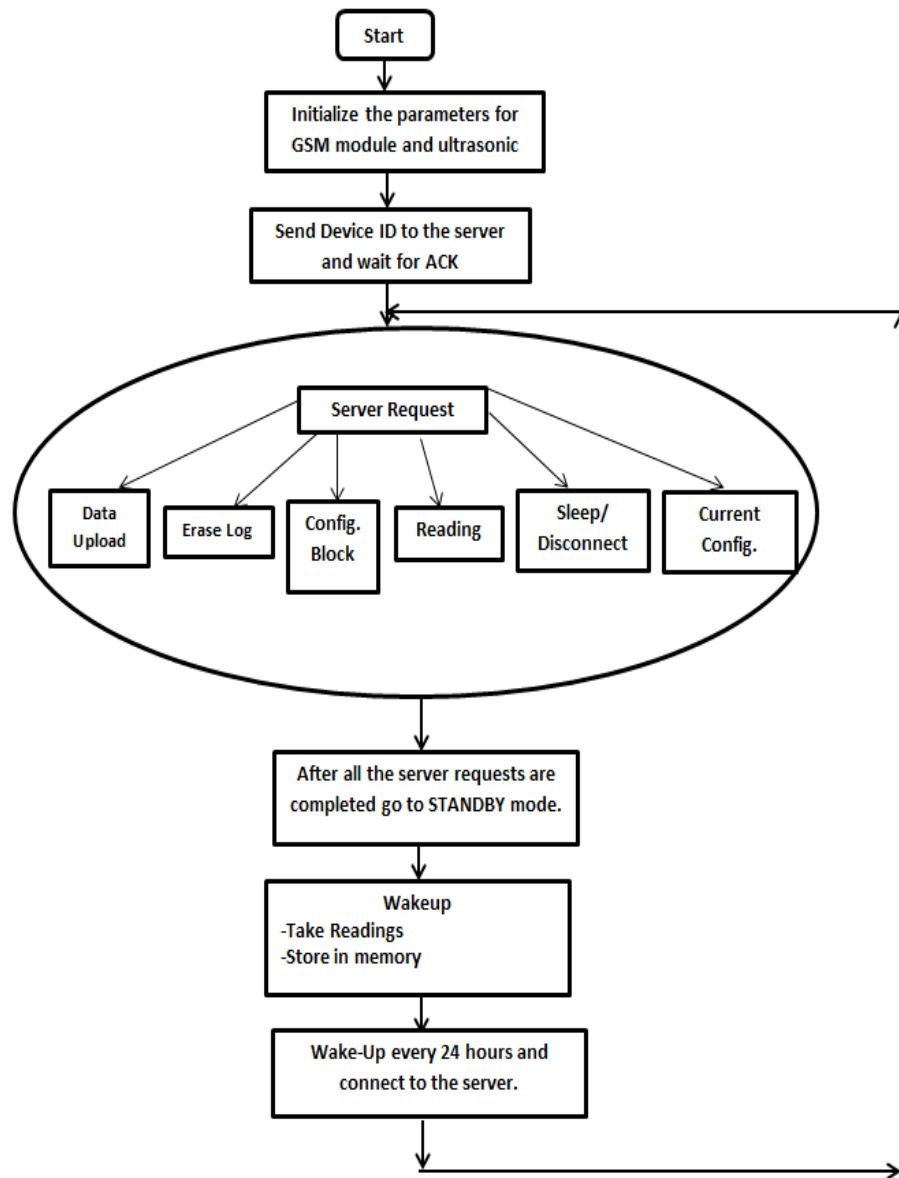 Start
Initialize the parameters for
GSM module and ultrasonic
Send Device ID to the server
and wait for ACK
Server Request
Data
Upload
Erase Log
Config.
Block
Reading
Sleep/
Disconnect
Current
Config.
After all the server requests are
completed go to STANDBY mode.
Wakeup
-Take Readings
-Store in memory
Wake-Up every 24 hours and
connect to the server.